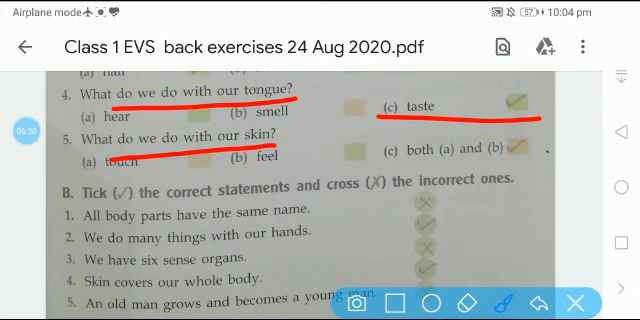 Airplane mode 57 10:04 pm
Class 1 EVS back exercises 24 Aug 2020.pdf
4. What do we do with our tongue?
(a) hear (b) smell (c) taste
06:20
5. What do we do with our skin?
(a) touch (b) feel (c) both (a) and (b)
B. Tick (✓) the correct statements and cross (X) the incorrect ones.
1. All body parts have the same name.
2. We do many things with our hands.
3. We have six sense organs.
4. Skin covers our whole body.
5. An old man grows and becomes a young man